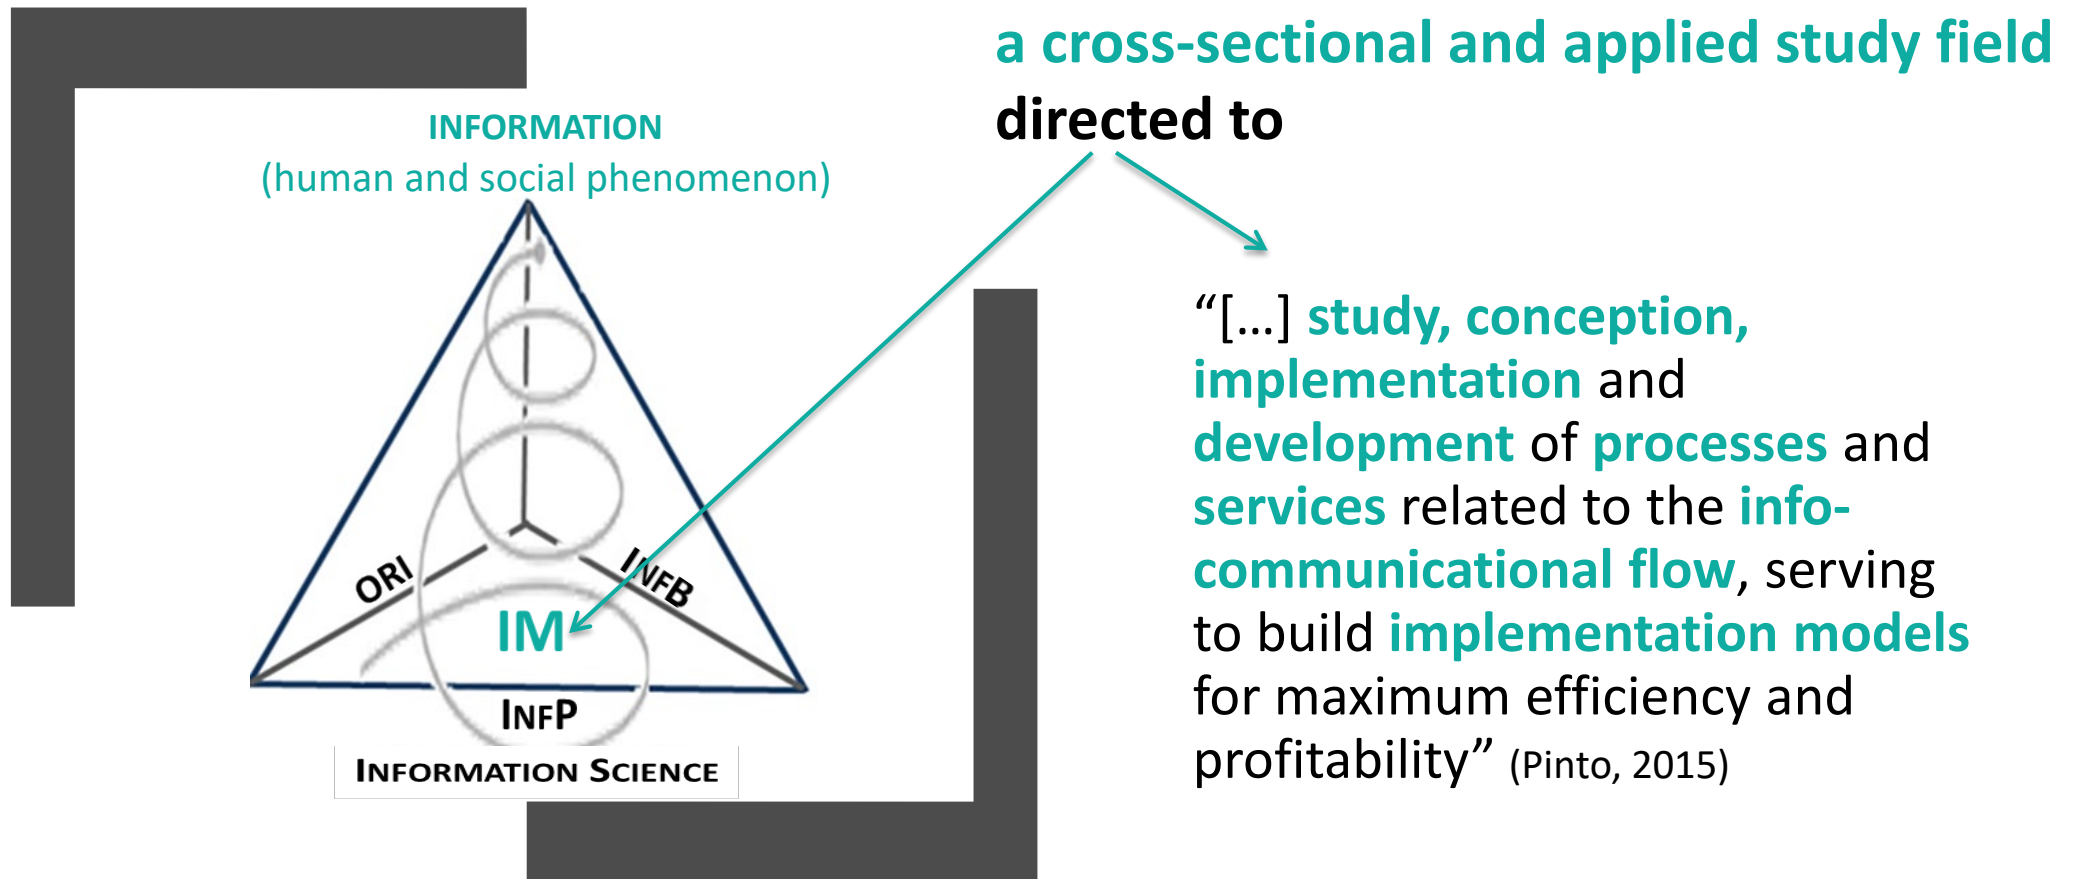 a cross-sectional and applied study field
directed to
INFORMATION
(human and social phenomenon)
ORI
INFB
IM
INFP
INFORMATION SCIENCE
“[…] study, conception,
implementation and
development of processes and
services related to the info-
communicational flow, serving
to build implementation models
for maximum efficiency and
profitability” (Pinto, 2015)